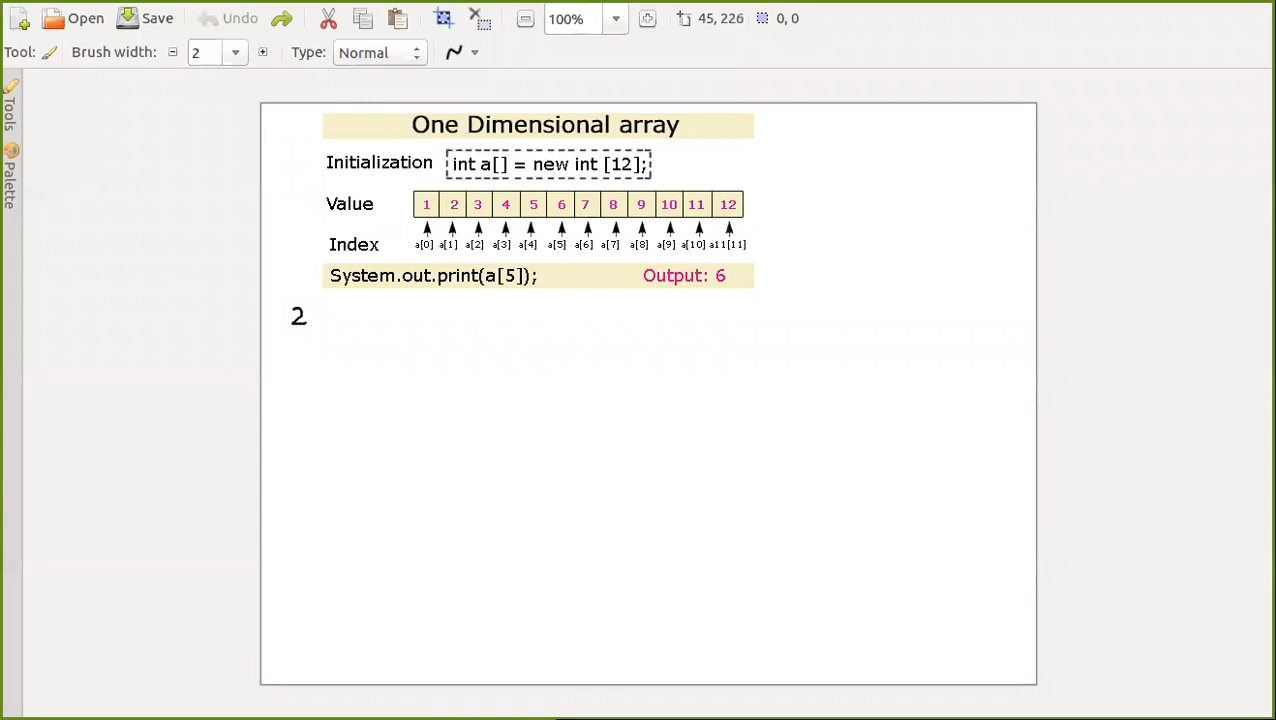 Open Save Undo 100% 45, 226 0, 0
Tool: Brush width: 2 Type: Normal
Tools
Palette
One Dimensional array
Initialization int a[] = new int [12];
Value 1 2 3 4 5 6 7 8 9 10 11 12
Index a[0] a[1] a[2] a[3] a[4] a[5] a[6] a[7] a[8] a[9] a[10] a11[11]
System.out.print(a[5]); Output: 6
2